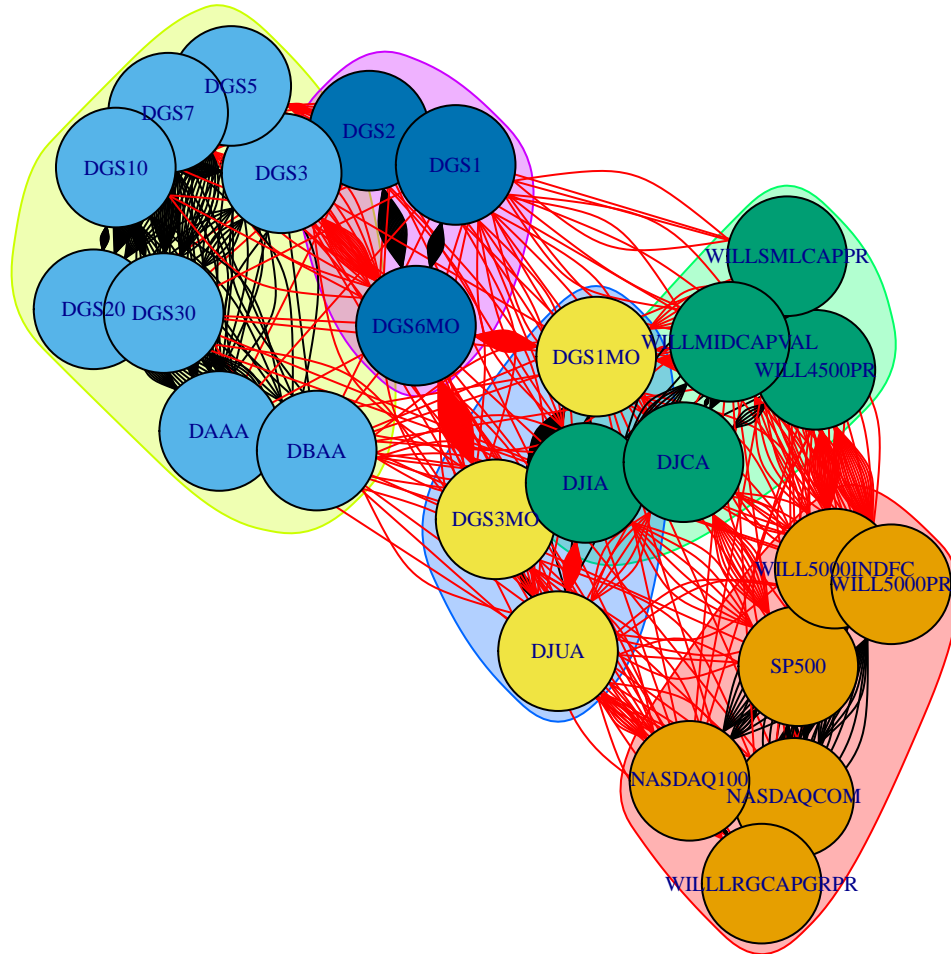 DGS5
DGS7
DGS2
DGS10
DGS3
DGS1
WILLSMLCAPPR
DGS20
DGS30
DGS6MO
DGS1MO
WILLMIDCAPVAL
WILL4500PR
DAAA
DBAA
DJCA
DJIA
DGS3MO
WILL5000INDFC
WILL5000PR
DJUA
SP500
NASDAQ100
NASDAQCOM
WILLLRGCAPGRPR